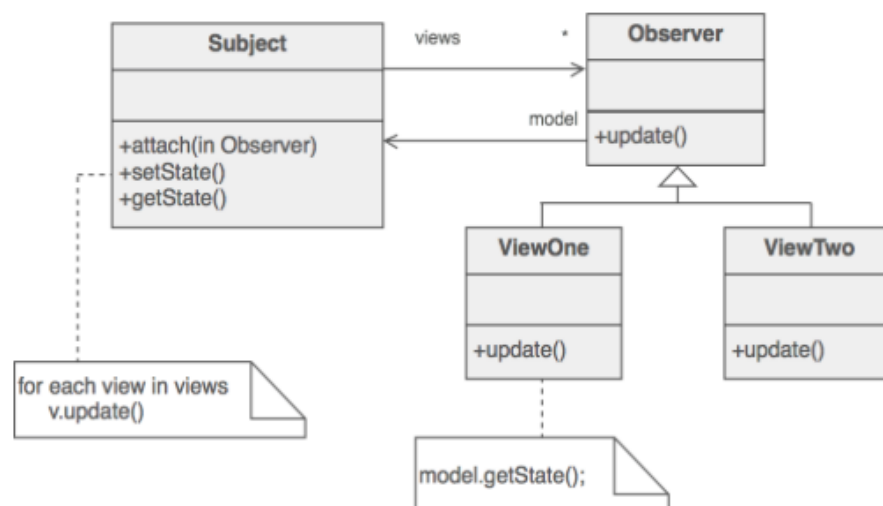 Subject
views
*
Observer
model
+attach(in Observer)
+setState()
+getState()
+update()
ViewOne
ViewTwo
+update()
+update()
for each view in views
v.update()
model.getState();